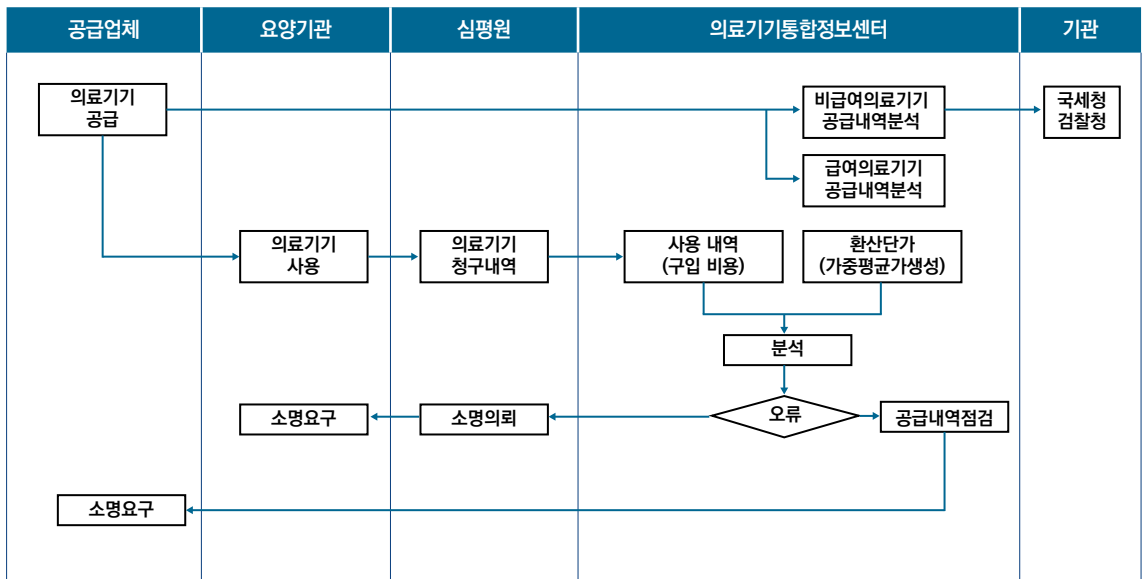 공급업체
요양기관
심평원
의료기기통합정보센터
기관
의료기기
공급
비급여의료기기
공급내역분석
국세청
검찰청
급여의료기기
공급내역분석
의료기기
사용
의료기기
청구내역
사용 내역
(구입 비용)
환산단가
(가중평균가생성)
분석
소명요구
소명의뢰
오류
공급내역점검
소명요구